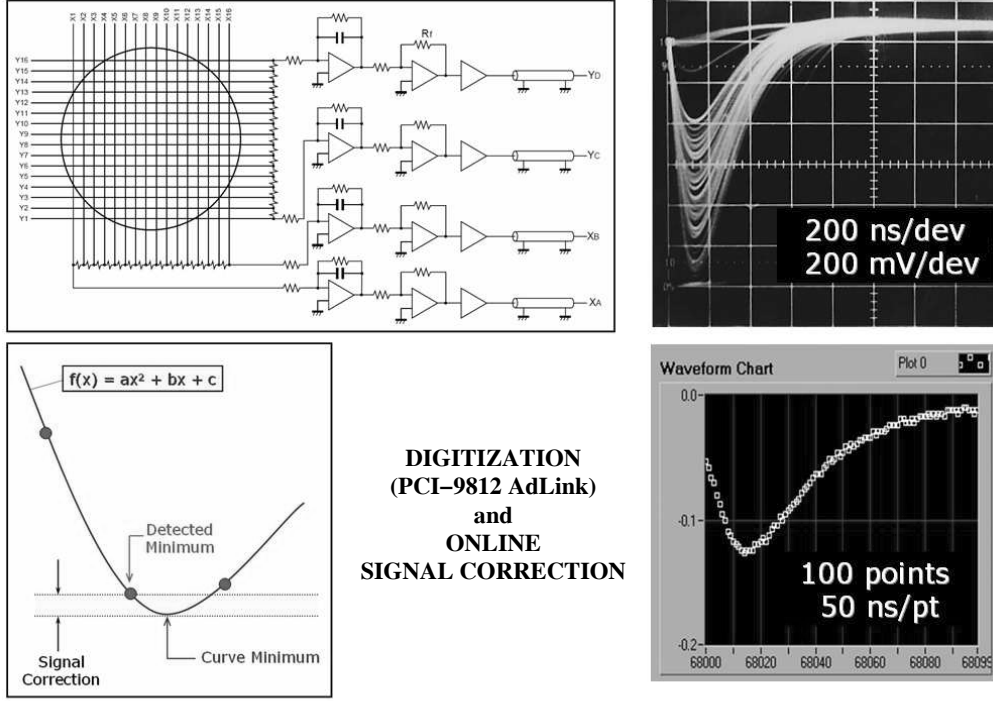 X1 X2 X3 X4 X5 X6 X7 X8 X9 X10 X11 X12 X13 X14 X15 X16
Y16
Y15
Y14
Y13
Y12
Y11
Y10
Y9
Y8
Y7
Y6
Y5
Y4
Y3
Y2
Y1
Rf
YD
YC
XB
XA
200 ns/dev
200 mV/dev
f(x) = ax² + bx + c
Detected
Minimum
Curve Minimum
Signal
Correction
DIGITIZATION
(PCI−9812 AdLink)
and
ONLINE
SIGNAL CORRECTION
Waveform Chart
Plot 0
0.0-
-0.1-
-0.2-
100 points
50 ns/pt
68000 68020 68040 68060 68080 68099